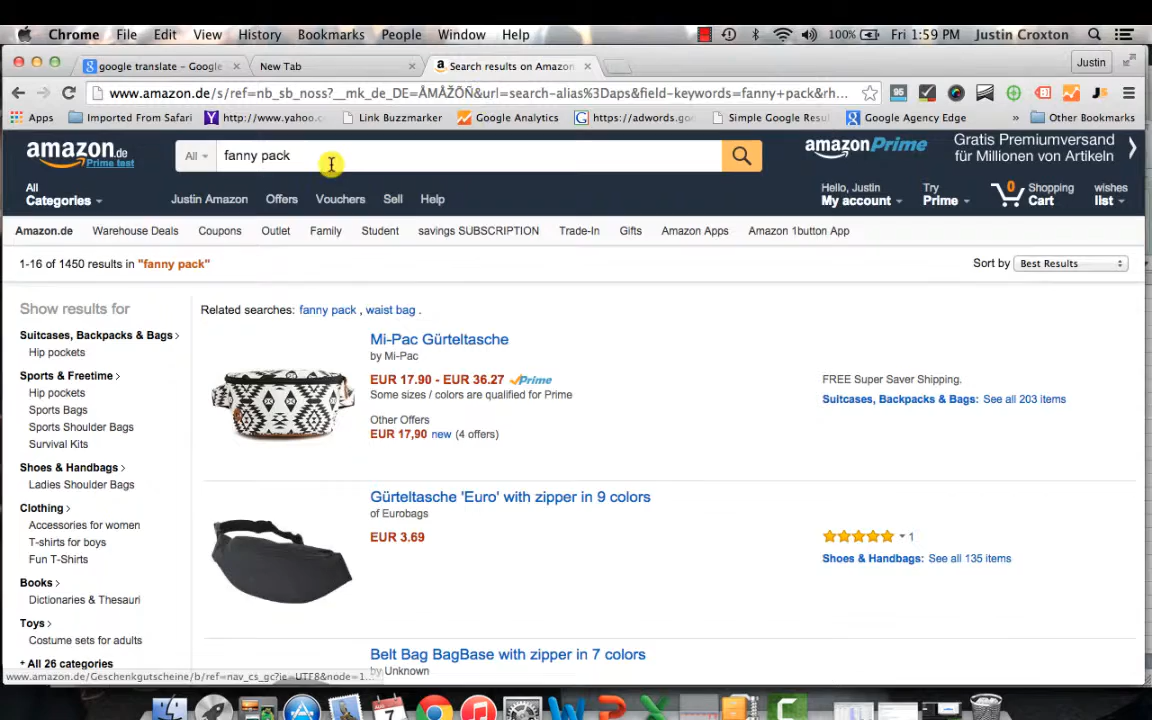 Chrome File Edit View History Bookmarks People Window Help 100% Fri 1:59 PM Justin Croxton
google translate - Google × New Tab × a Search results on Amazon × Justin
www.amazon.de/s/ref=nb_sb_noss?__mk_de_DE=ÅMÅŽÕÑ&url=search-alias%3Daps&field-keywords=fanny+pack&rh...
Apps Imported From Safari http://www.yahoo.c Link Buzzmarker Google Analytics https://adwords.go Simple Google Resul Google Agency Edge » Other Bookmarks
amazon.de
Prime test
All fanny pack
amazonPrime
Gratis Premiumversand
für Millionen von Artikeln
All
Categories
Justin Amazon Offers Vouchers Sell Help
Hello, Justin
My account
Try
Prime
0 Shopping
Cart
wishes
list
Amazon.de Warehouse Deals Coupons Outlet Family Student savings SUBSCRIPTION Trade-In Gifts Amazon Apps Amazon 1button App
1-16 of 1450 results in "fanny pack"
Sort by Best Results
Show results for
Suitcases, Backpacks & Bags
Hip pockets
Sports & Freetime
Hip pockets
Sports Bags
Sports Shoulder Bags
Survival Kits
Shoes & Handbags
Ladies Shoulder Bags
Clothing
Accessories for women
T-shirts for boys
Fun T-Shirts
Books
Dictionaries & Thesauri
Toys
Costume sets for adults
+ All 26 categories
Related searches: fanny pack , waist bag .
Mi-Pac Gürteltasche
by Mi-Pac
EUR 17.90 - EUR 36.27 Prime
Some sizes / colors are qualified for Prime
Other Offers
EUR 17,90 new (4 offers)
FREE Super Saver Shipping.
Suitcases, Backpacks & Bags: See all 203 items
Gürteltasche 'Euro' with zipper in 9 colors
of Eurobags
EUR 3.69
1
Shoes & Handbags: See all 135 items
Belt Bag BagBase with zipper in 7 colors
by Unknown
www.amazon.de/Geschenkgutscheine/b/ref=nav_cs_gc?ie=UTF8&node=1...
7